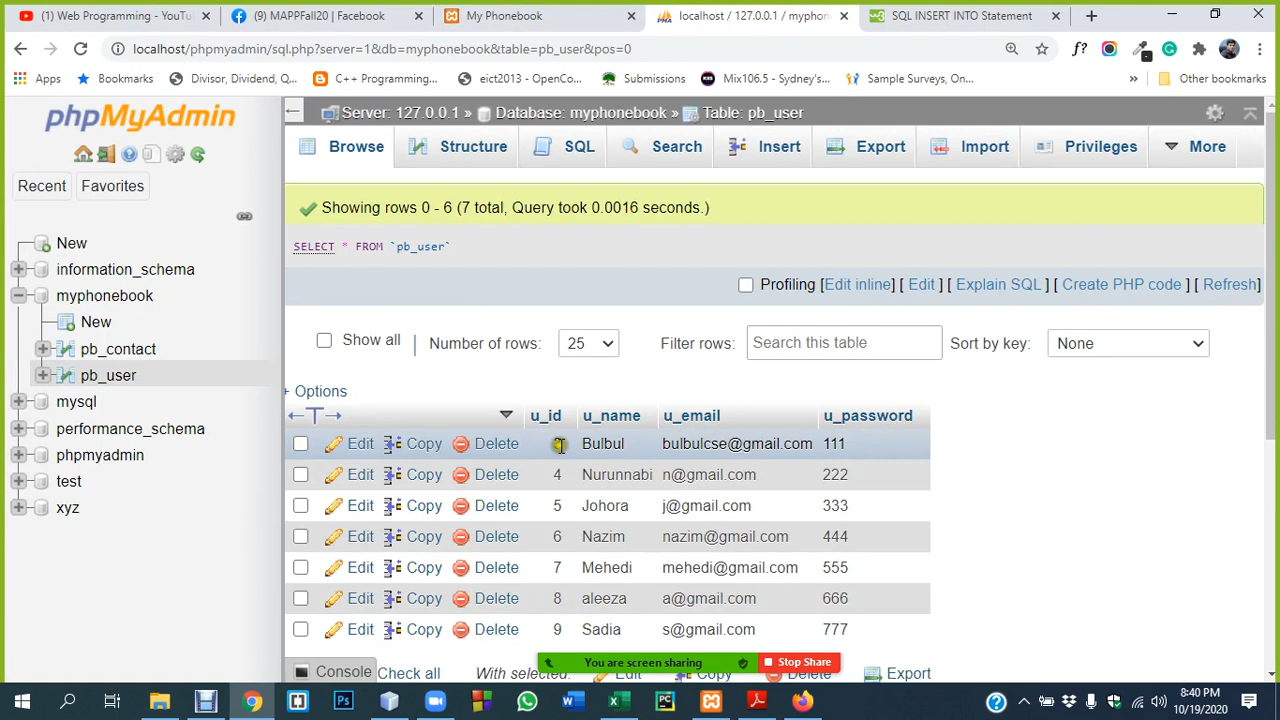 (1) Web Programming - YouTu
(9) MAPPFall20 | Facebook
My Phonebook
localhost / 127.0.0.1 / myphon
SQL INSERT INTO Statement
localhost/phpmyadmin/sql.php?server=1&db=myphonebook&table=pb_user&pos=0
Apps
Bookmarks
Divisor, Dividend, Q...
C++ Programming...
eict2013 - OpenCo...
Submissions
Mix106.5 - Sydney's...
Sample Surveys, On...
Other bookmarks
phpMyAdmin
Recent
Favorites
New
information_schema
myphonebook
New
pb_contact
pb_user
mysql
performance_schema
phpmyadmin
test
xyz
Server: 127.0.0.1 » Database: myphonebook » Table: pb_user
Browse Structure SQL Search Insert Export Import Privileges More
Showing rows 0 - 6 (7 total, Query took 0.0016 seconds.)
SELECT * FROM `pb_user`
Profiling [Edit inline] [ Edit ] [ Explain SQL ] [ Create PHP code ] [ Refresh]
Show all Number of rows: 25 Filter rows: Search this table Sort by key: None
+ Options
u_id u_name u_email u_password
Edit Copy Delete Bulbul bulbulcse@gmail.com 111
Edit Copy Delete 4 Nurunnabi n@gmail.com 222
Edit Copy Delete 5 Johora j@gmail.com 333
Edit Copy Delete 6 Nazim nazim@gmail.com 444
Edit Copy Delete 7 Mehedi mehedi@gmail.com 555
Edit Copy Delete 8 aleeza a@gmail.com 666
Edit Copy Delete 9 Sadia s@gmail.com 777
Console Check all With selected: Edit Copy Delete Export
You are screen sharing Stop Share
8:40 PM
10/19/2020